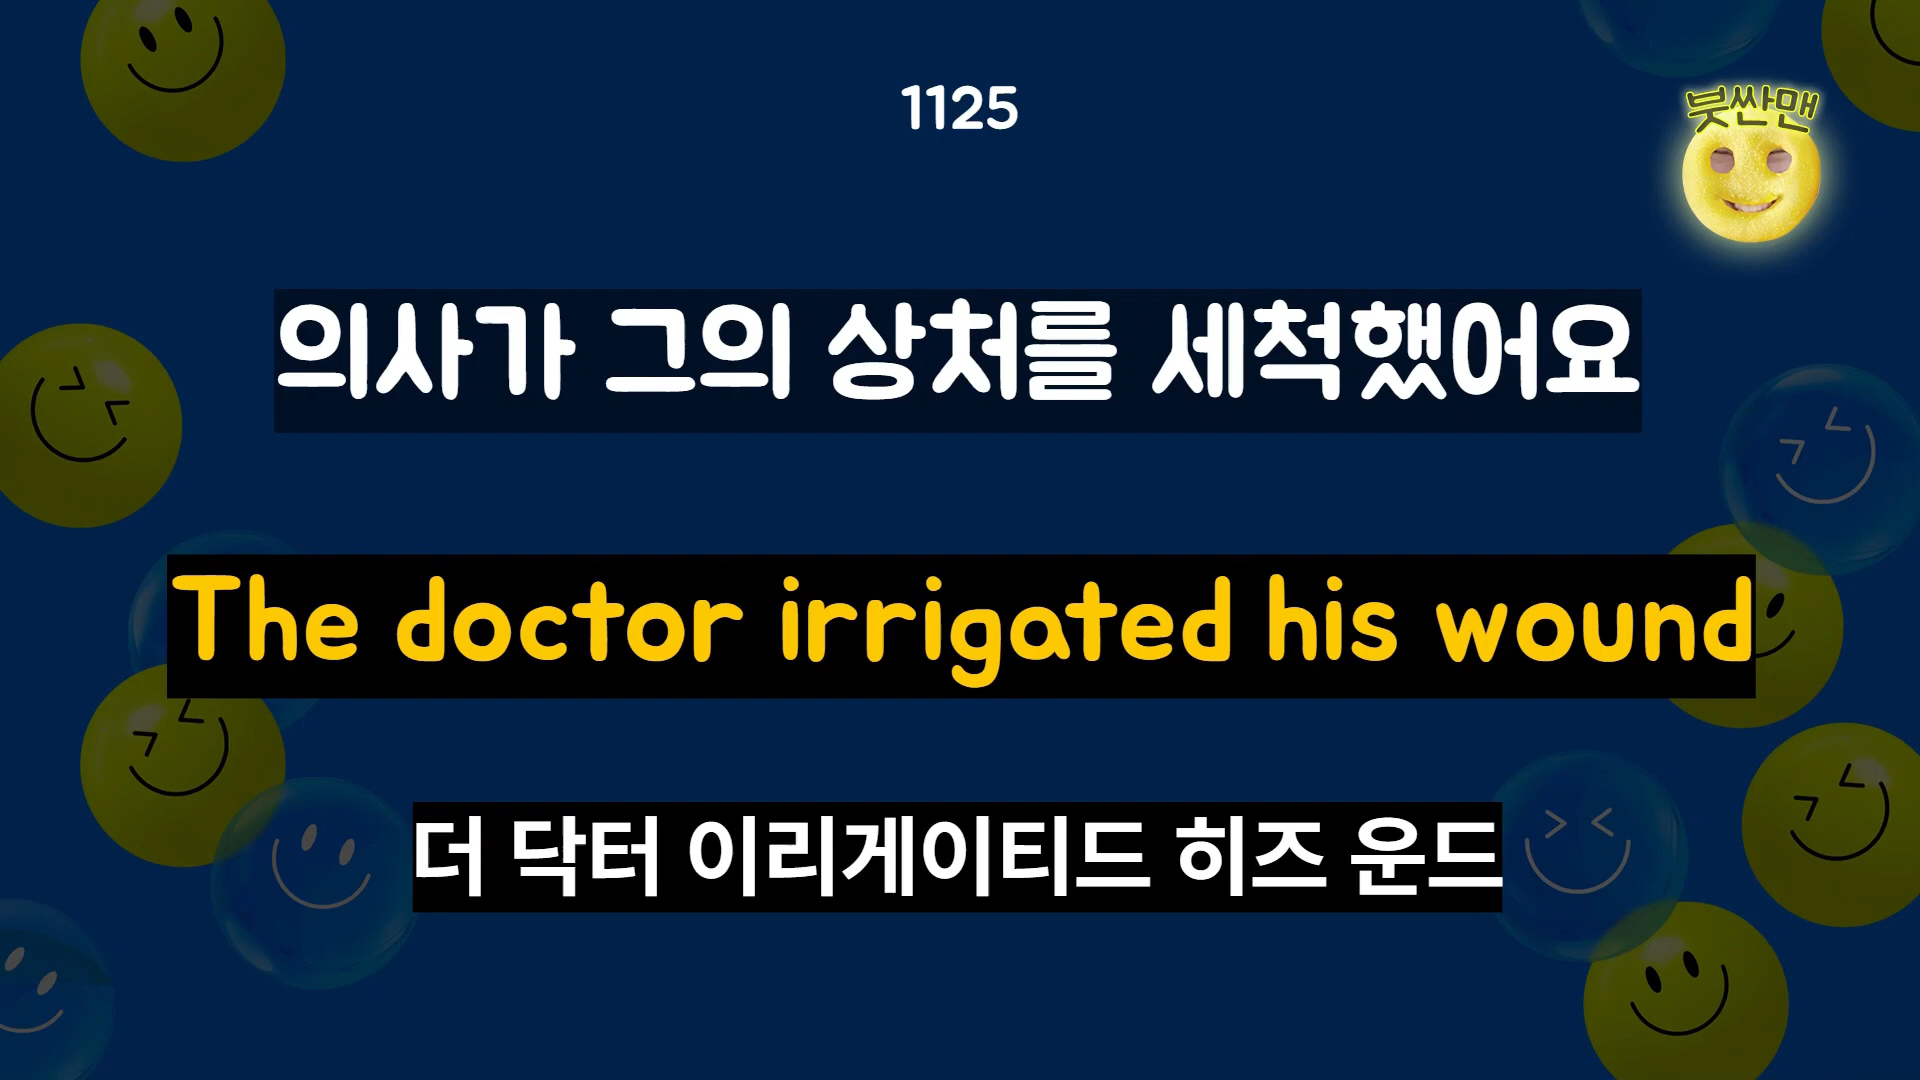 1125
붓싼맨
의사가 그의 상처를 세척했어요
The doctor irrigated his wound
더 닥터 이리게이티드 히즈 운드